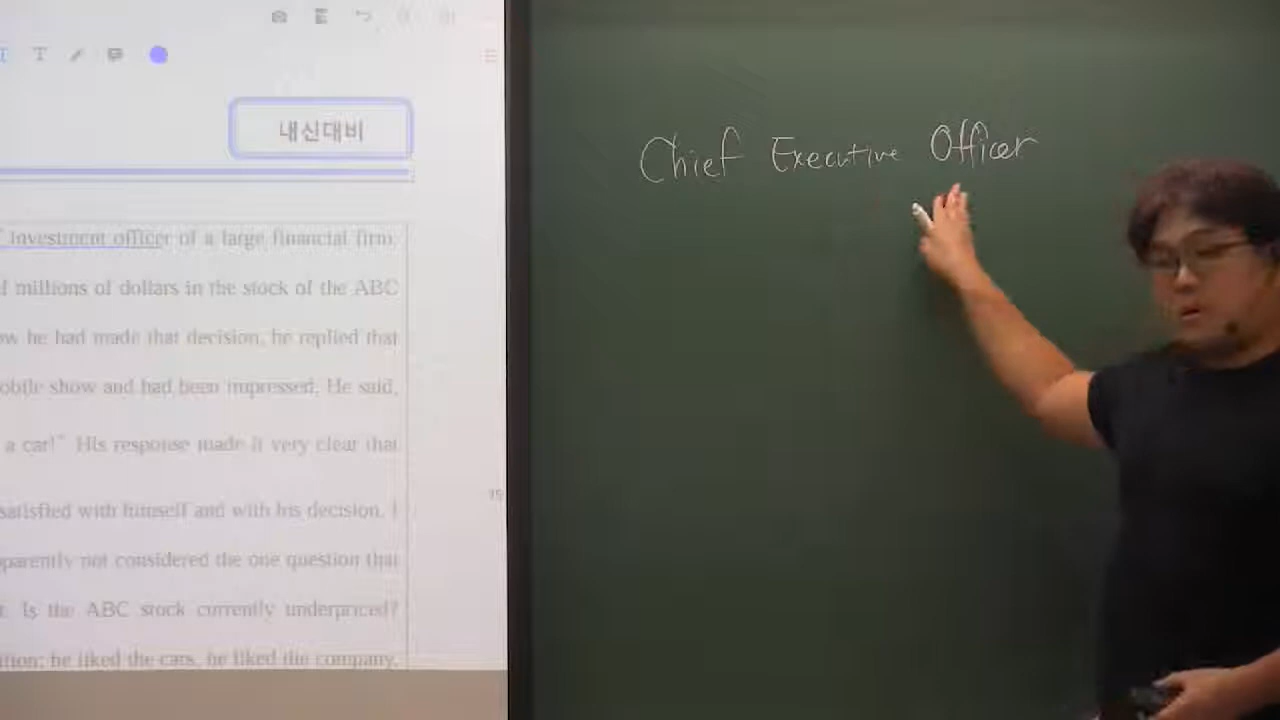 내신대비
investment officer of a large financial firm,
millions of dollars in the stock of the ABC
he had made that decision, he replied that
show and had been impressed. He said,
a car!" His response made it very clear that
satisfied with himself and with his decision. I
not considered the one question that
Is the ABC stock currently underpriced?
he liked the cars, he liked the company,
Chief Executive Officer